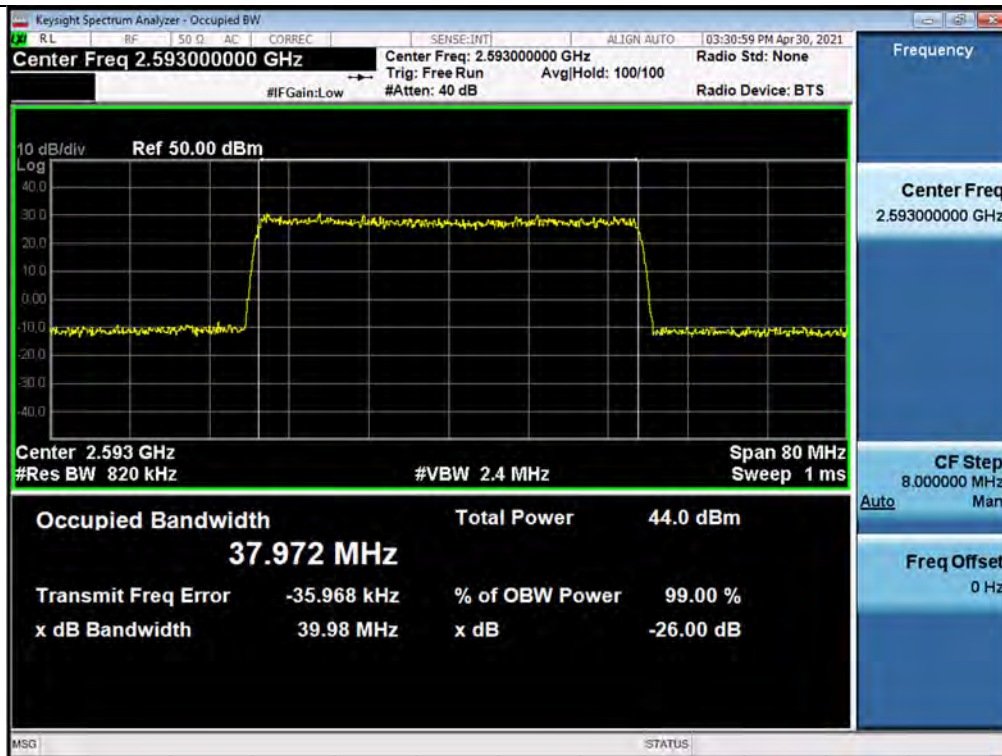 Keysight Spectrum Analyzer - Occupied BW
LXI RL RF 50 Ω AC CORREC SENSE:INT ALIGN AUTO 03:30:59 PM Apr 30, 2021
Center Freq 2.593000000 GHz
Center Freq: 2.593000000 GHz Radio Std: None
Trig: Free Run Avg|Hold: 100/100
#IFGain:Low #Atten: 40 dB Radio Device: BTS
10 dB/div Ref 50.00 dBm
Log
40.0
30.0
20.0
10.0
0.00
-10.0
-20.0
-30.0
-40.0
Center 2.593 GHz Span 80 MHz
#Res BW 820 kHz #VBW 2.4 MHz Sweep 1 ms
Occupied Bandwidth Total Power 44.0 dBm
37.972 MHz
Transmit Freq Error -35.968 kHz % of OBW Power 99.00 %
x dB Bandwidth 39.98 MHz x dB -26.00 dB
MSG STATUS
Frequency
Center Freq
2.593000000 GHz
CF Step
8.000000 MHz
Auto Man
Freq Offset
0 Hz